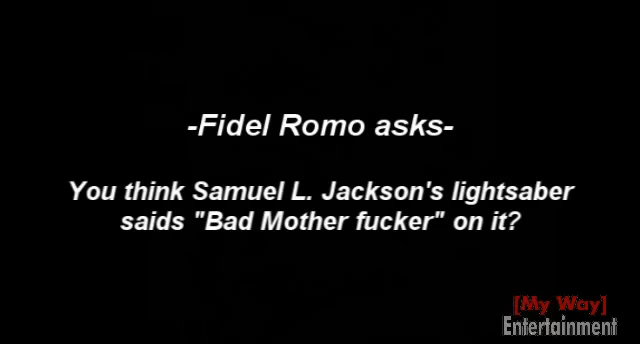 -Fidel Romo asks-
You think Samuel L. Jackson's lightsaber
saids "Bad Mother fucker" on it?
[My Way]
Entertainment